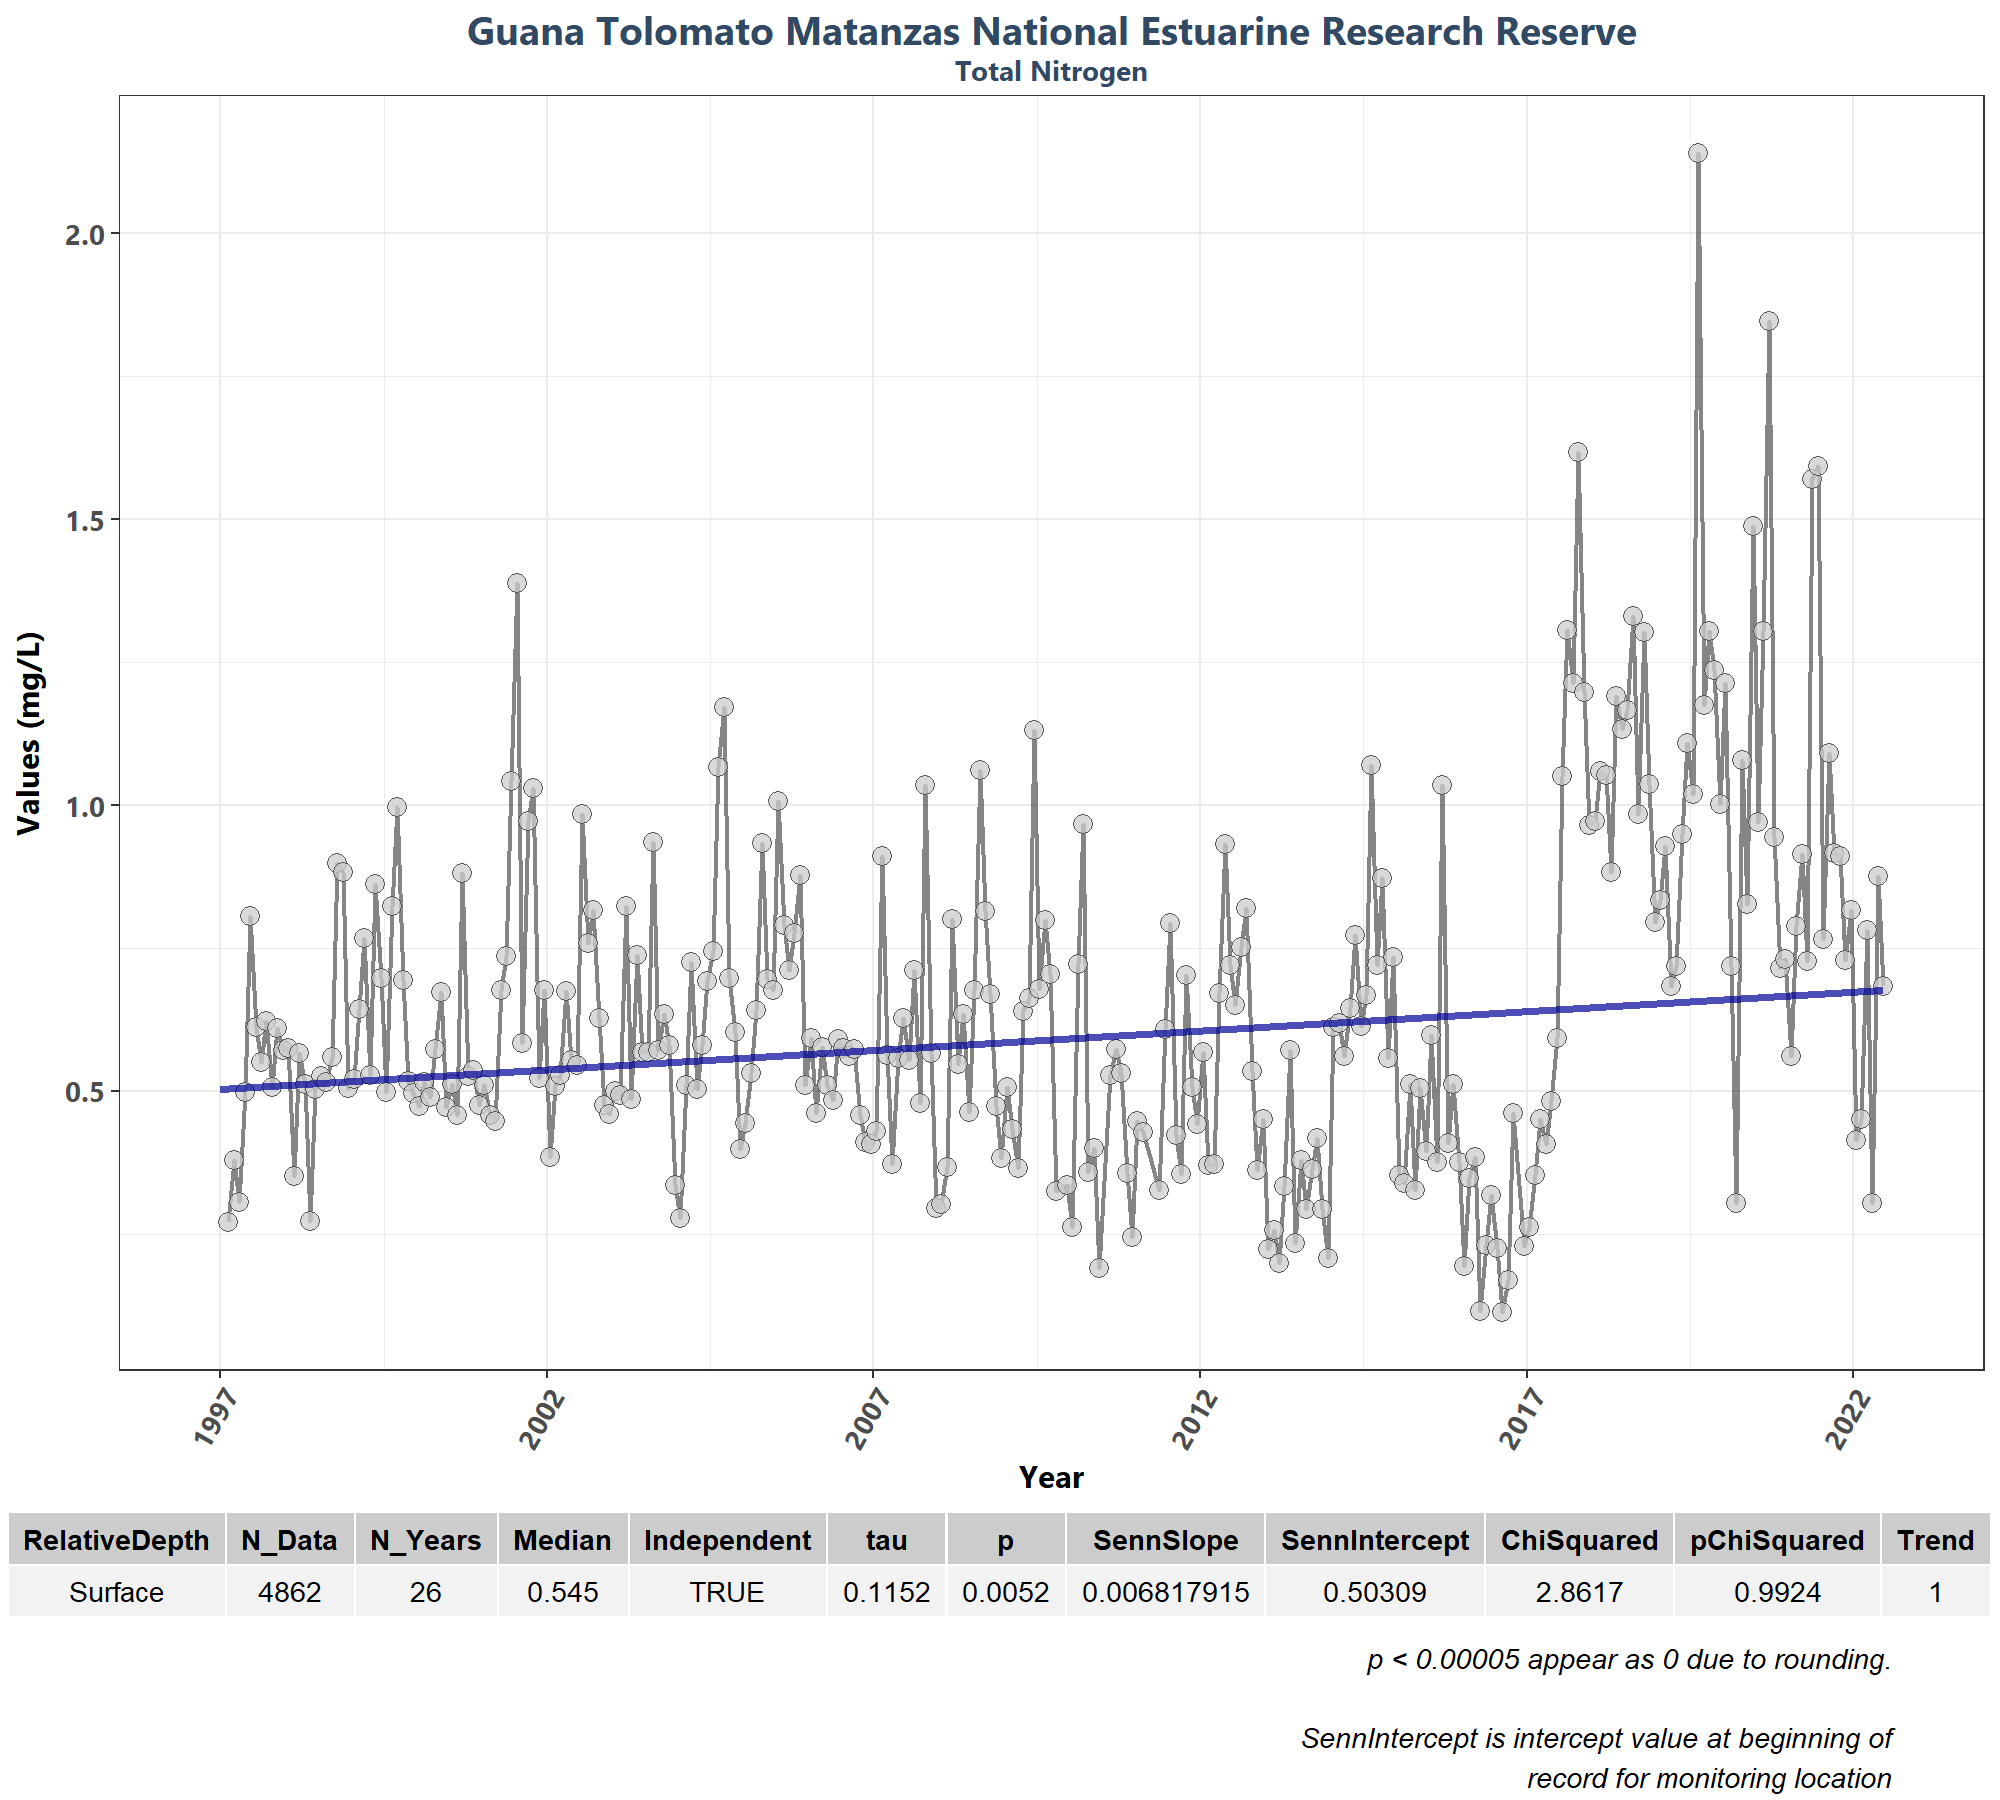 Guana Tolomato Matanzas National Estuarine Research Reserve
Total Nitrogen
Values (mg/L)
2.0
1.5
1.0
0.5
1997 2002 2007 2012 2017 2022
Year
RelativeDepth N_Data N_Years Median Independent tau p SennSlope SennIntercept ChiSquared pChiSquared Trend
Surface 4862 26 0.545 TRUE 0.1152 0.0052 0.006817915 0.50309 2.8617 0.9924 1
p < 0.00005 appear as 0 due to rounding.
SennIntercept is intercept value at beginning of
record for monitoring location